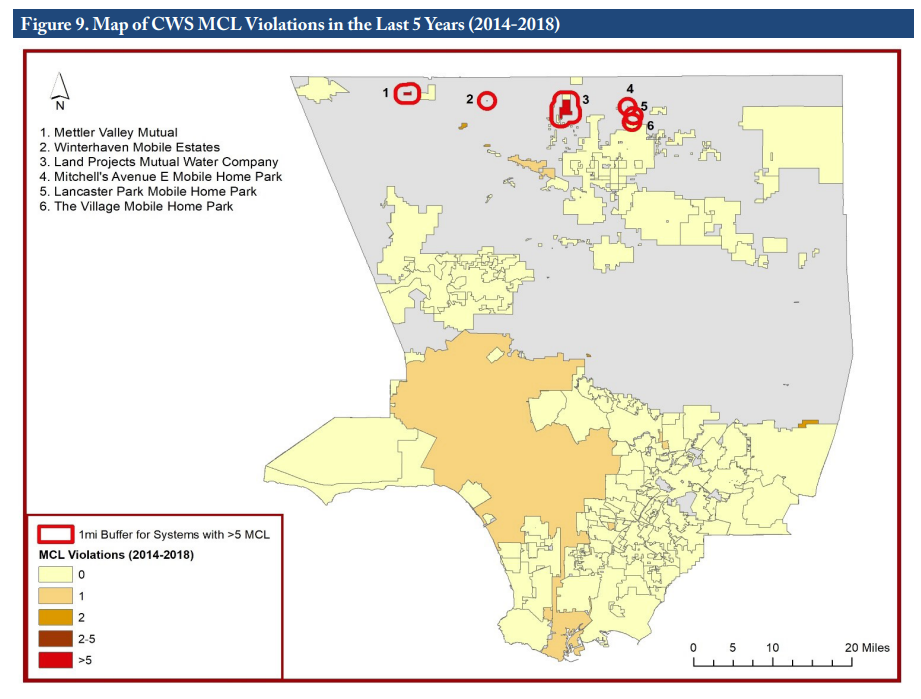 Figure 9. Map of CWS MCL Violations in the Last 5 Years (2014-2018)
N
1. Mettler Valley Mutual
2. Winterhaven Mobile Estates
3. Land Projects Mutual Water Company
4. Mitchell's Avenue E Mobile Home Park
5. Lancaster Park Mobile Home Park
6. The Village Mobile Home Park
1
2
3
4
5
6
1mi Buffer for Systems with >5 MCL
MCL Violations (2014-2018)
0
1
2
2-5
>5
0 5 10 20 Miles